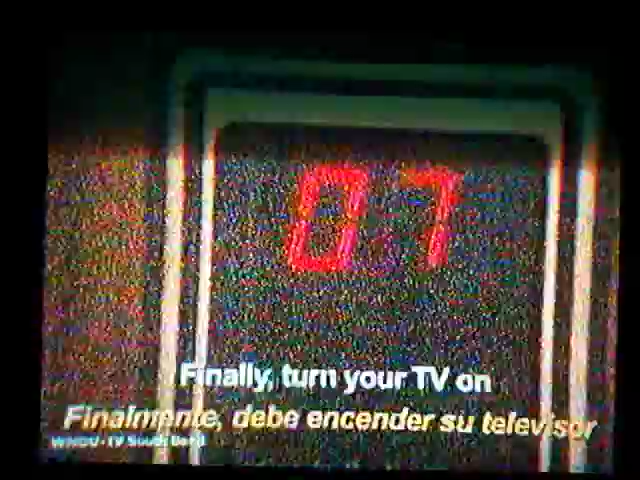 07
Finally, turn your TV on
Finalmente, debe encender su televisor
WNDU-TV South Bend